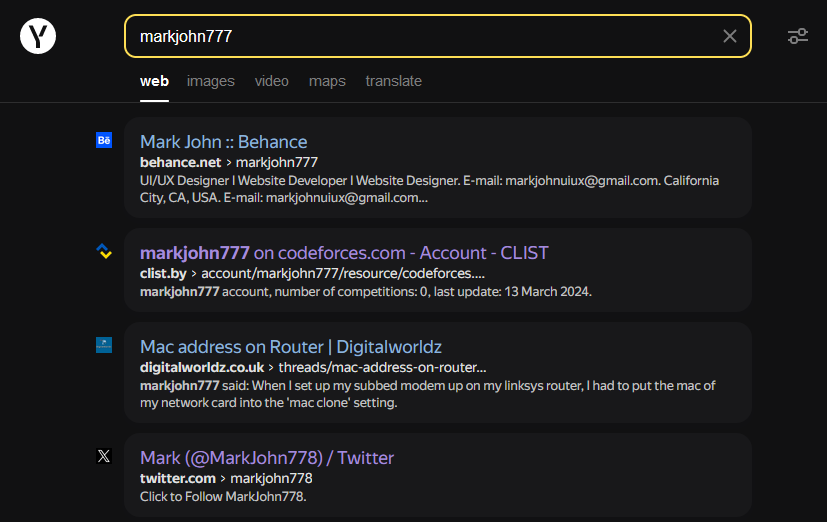 Y
markjohn777
web images video maps translate
Bē
Mark John :: Behance
behance.net › markjohn777
UI/UX Designer I Website Developer I Website Designer. E-mail: markjohnuiux@gmail.com. California
City, CA, USA. E-mail: markjohnuiux@gmail.com...
markjohn777 on codeforces.com - Account - CLIST
clist.by › account/markjohn777/resource/codeforces....
markjohn777 account, number of competitions: 0, last update: 13 March 2024.
Mac address on Router | Digitalworldz
digitalworldz.co.uk › threads/mac-address-on-router...
markjohn777 said: When I set up my subbed modem up on my linksys router, I had to put the mac of
my network card into the 'mac clone' setting.
X
Mark (@MarkJohn778) / Twitter
twitter.com › markjohn778
Click to Follow MarkJohn778.